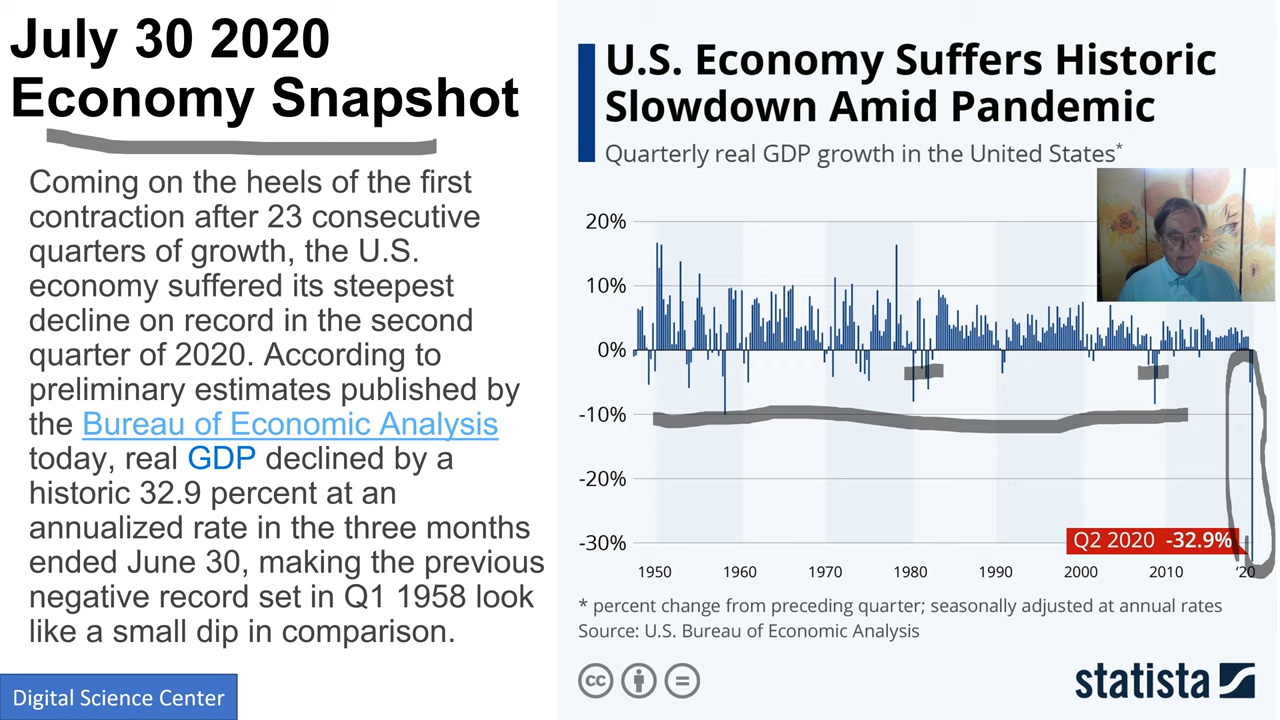 July 30 2020
Economy Snapshot
Coming on the heels of the first
contraction after 23 consecutive
quarters of growth, the U.S.
economy suffered its steepest
decline on record in the second
quarter of 2020. According to
preliminary estimates published by
the Bureau of Economic Analysis
today, real GDP declined by a
historic 32.9 percent at an
annualized rate in the three months
ended June 30, making the previous
negative record set in Q1 1958 look
like a small dip in comparison.
Digital Science Center
U.S. Economy Suffers Historic
Slowdown Amid Pandemic
Quarterly real GDP growth in the United States*
20%
10%
0%
-10%
-20%
-30%
Q2 2020 -32.9%
1950 1960 1970 1980 1990 2000 2010 '20
* percent change from preceding quarter; seasonally adjusted at annual rates
Source: U.S. Bureau of Economic Analysis
cc
statista